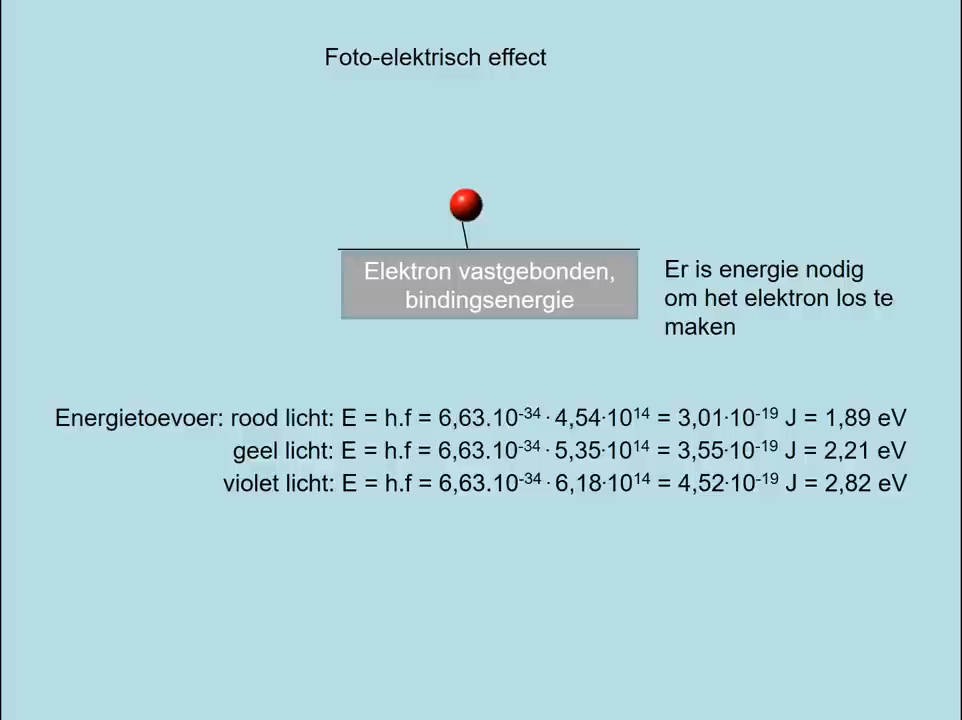 Foto-elektrisch effect
Elektron vastgebonden,
bindingsenergie
Er is energie nodig
om het elektron los te
maken
Energietoevoer: rood licht: E = h.f = 6,63.10⁻³⁴ · 4,54·10¹⁴ = 3,01·10⁻¹⁹ J = 1,89 eV
geel licht: E = h.f = 6,63.10⁻³⁴ · 5,35·10¹⁴ = 3,55·10⁻¹⁹ J = 2,21 eV
violet licht: E = h.f = 6,63.10⁻³⁴ · 6,18·10¹⁴ = 4,52·10⁻¹⁹ J = 2,82 eV